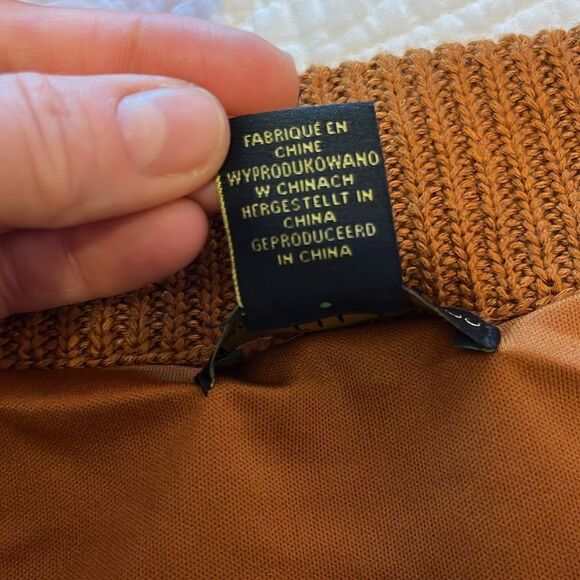 FABRIQUÉ EN
CHINE
WYPRODUKOWANO
W CHINACH
HERGESTELLT IN
CHINA
GEPRODUCEERD
IN CHINA